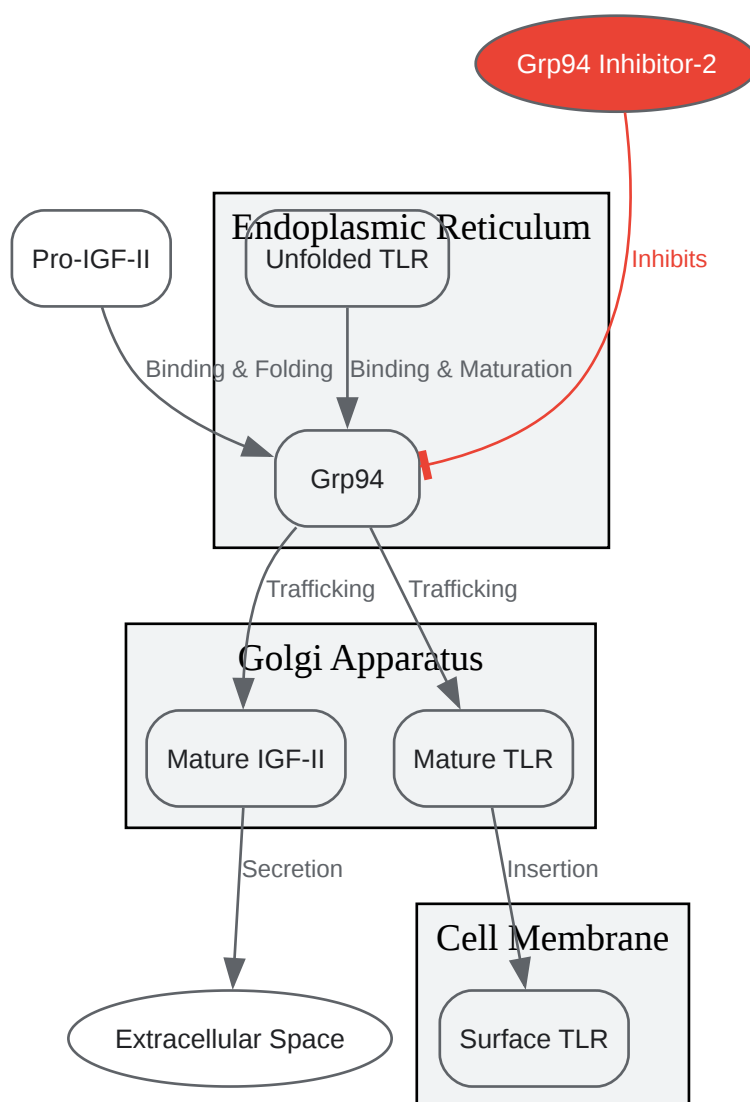 Grp94 Inhibitor-2
Endoplasmic Reticulum
Pro-IGF-II
Unfolded TLR
Inhibits
Binding & Folding
Binding & Maturation
Grp94
Trafficking
Trafficking
Golgi Apparatus
Mature IGF-II
Mature TLR
Secretion
Insertion
Cell Membrane
Extracellular Space
Surface TLR